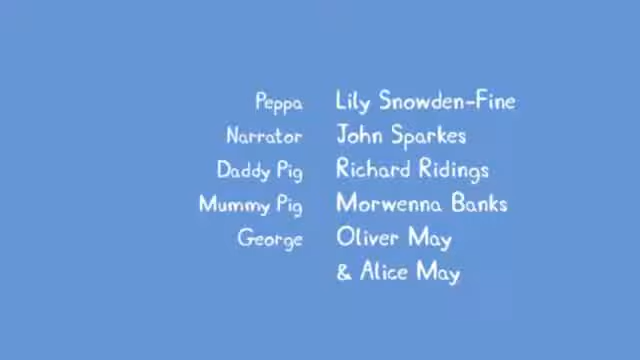 Peppa Lily Snowden-Fine
Narrator John Sparkes
Daddy Pig Richard Ridings
Mummy Pig Morwenna Banks
George Oliver May
& Alice May